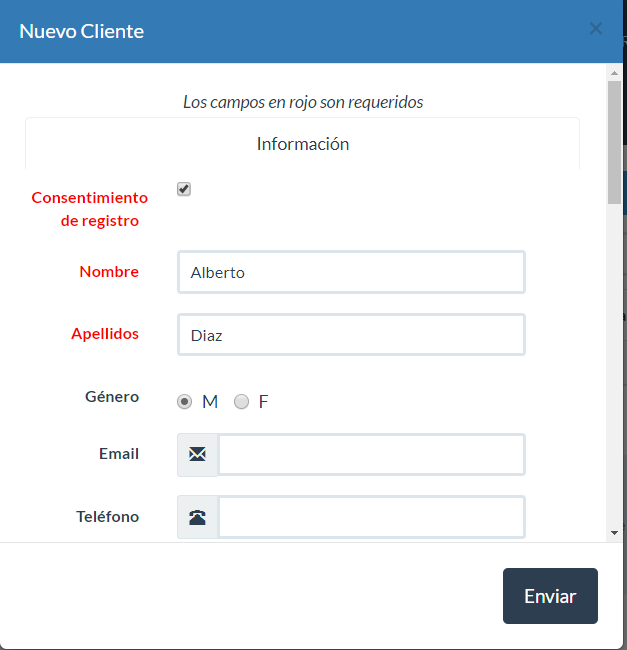 Nuevo Cliente ×
Los campos en rojo son requeridos
Información
Consentimiento
de registro
Nombre
Alberto
Apellidos
Diaz
Género
M F
Email
Teléfono
Enviar